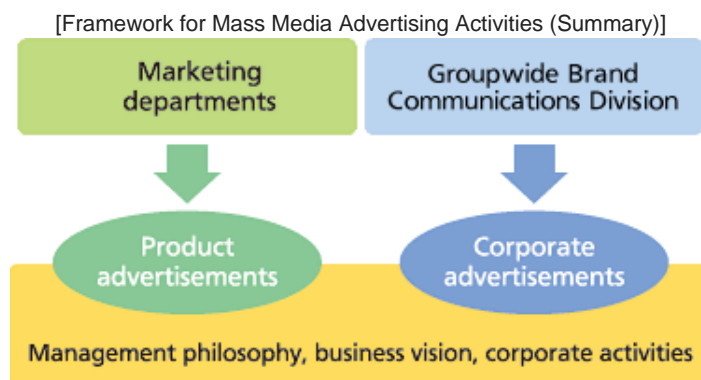 [Framework for Mass Media Advertising Activities (Summary)]
Marketing
departments
Groupwide Brand
Communications Division
Product
advertisements
Corporate
advertisements
Management philosophy, business vision, corporate activities